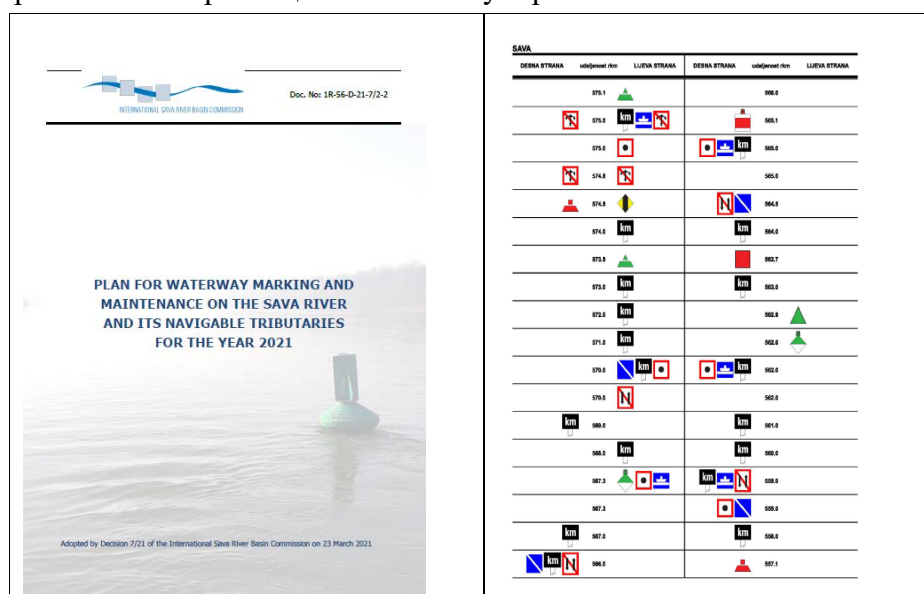 Doc. No: 1R-56-D-21-7/2-2
INTERNATIONAL SAVA RIVER BASIN COMMISSION
PLAN FOR WATERWAY MARKING AND
MAINTENANCE ON THE SAVA RIVER
AND ITS NAVIGABLE TRIBUTARIES
FOR THE YEAR 2021
Adopted by Decision 7/21 of the International Sava River Basin Commission on 23 March 2021
SAVA
DESNA STRANA udaljenost rkm LIJEVA STRANA DESNA STRANA udaljenost rkm LIJEVA STRANA
575.1 566.0
575.0 km 565.1
575.0 km 565.0
574.8 565.0
574.5 564.5
574.0 km km 564.0
573.5 563.7
573.0 km km 563.0
572.0 km 562.9
571.0 km 562.6
570.0 km km 562.0
570.0 562.0
km 569.0 km 561.0
568.0 km km 560.0
567.3 km 559.0
567.3 559.0
km 567.0 km 558.0
km 566.0 557.1